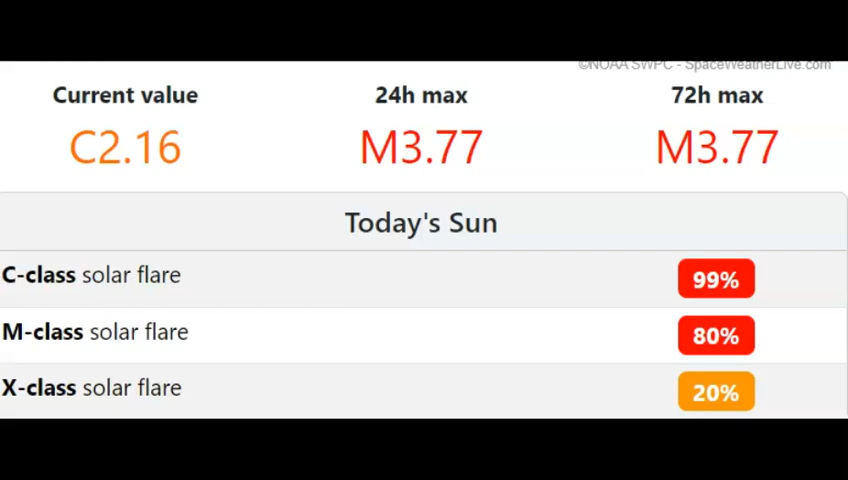 ©NOAA SWPC - SpaceWeatherLive.com
Current value 24h max 72h max
C2.16 M3.77 M3.77
Today's Sun
C-class solar flare 99%
M-class solar flare 80%
X-class solar flare 20%